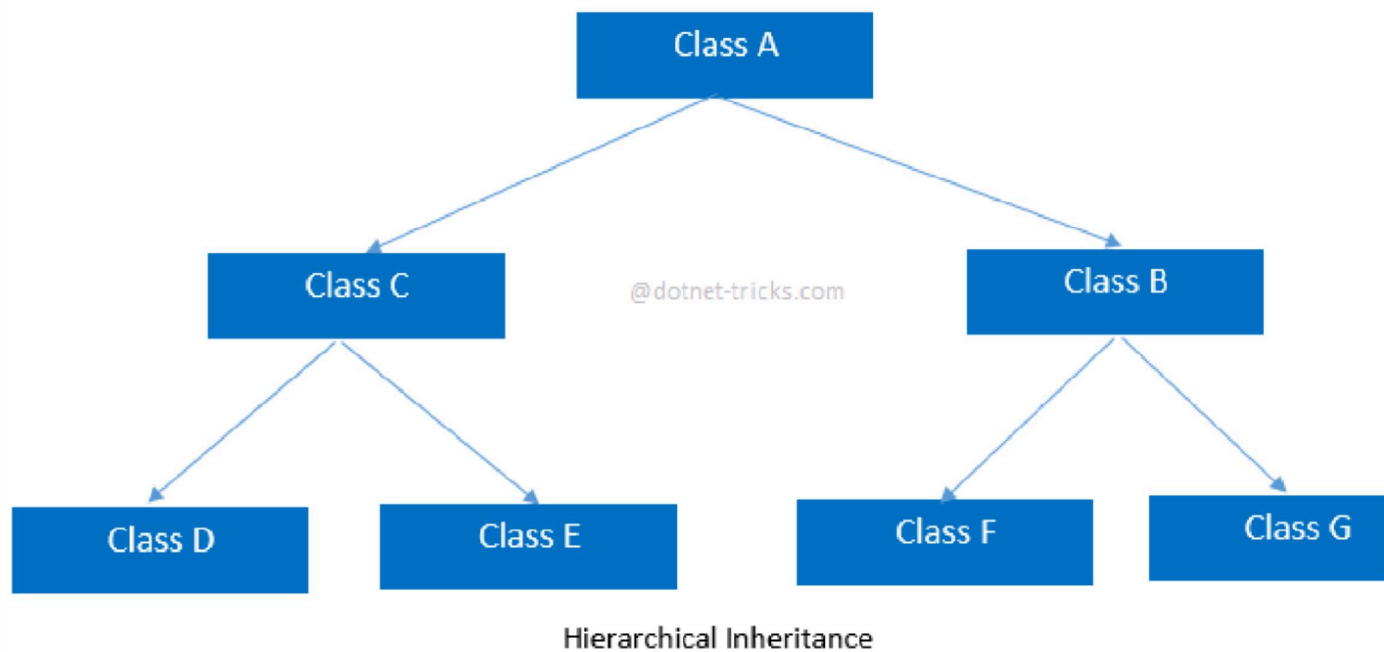 Class A
Class C
@dotnet-tricks.com
Class B
Class D
Class E
Class F
Class G
Hierarchical Inheritance